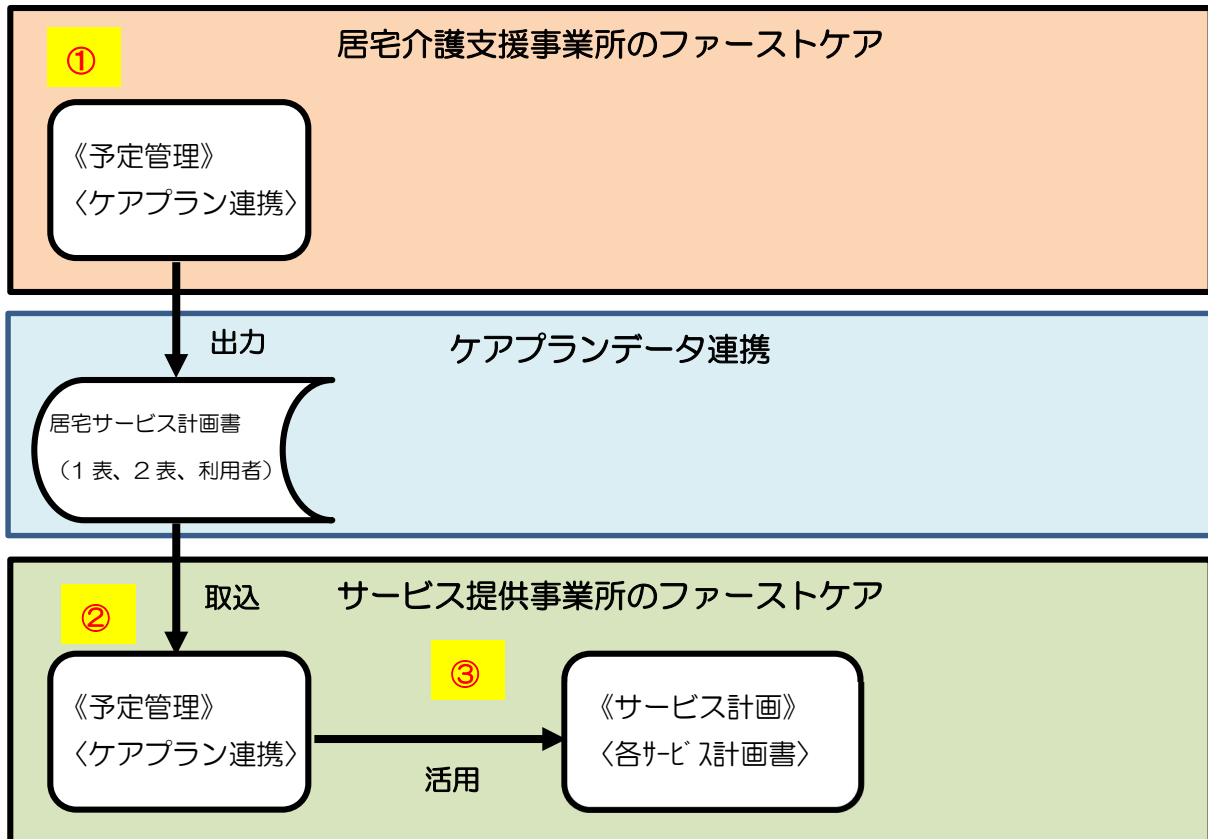 居宅介護支援事業所のファーストケア
①
《予定管理》
〈ケアプラン連携〉
出力
ケアプランデータ連携
居宅サービス計画書
（1 表、2 表、利用者）
取込
サービス提供事業所のファーストケア
②
③
《予定管理》
〈ケアプラン連携〉
活用
《サービス計画》
〈各ｻｰﾋﾞｽ計画書〉